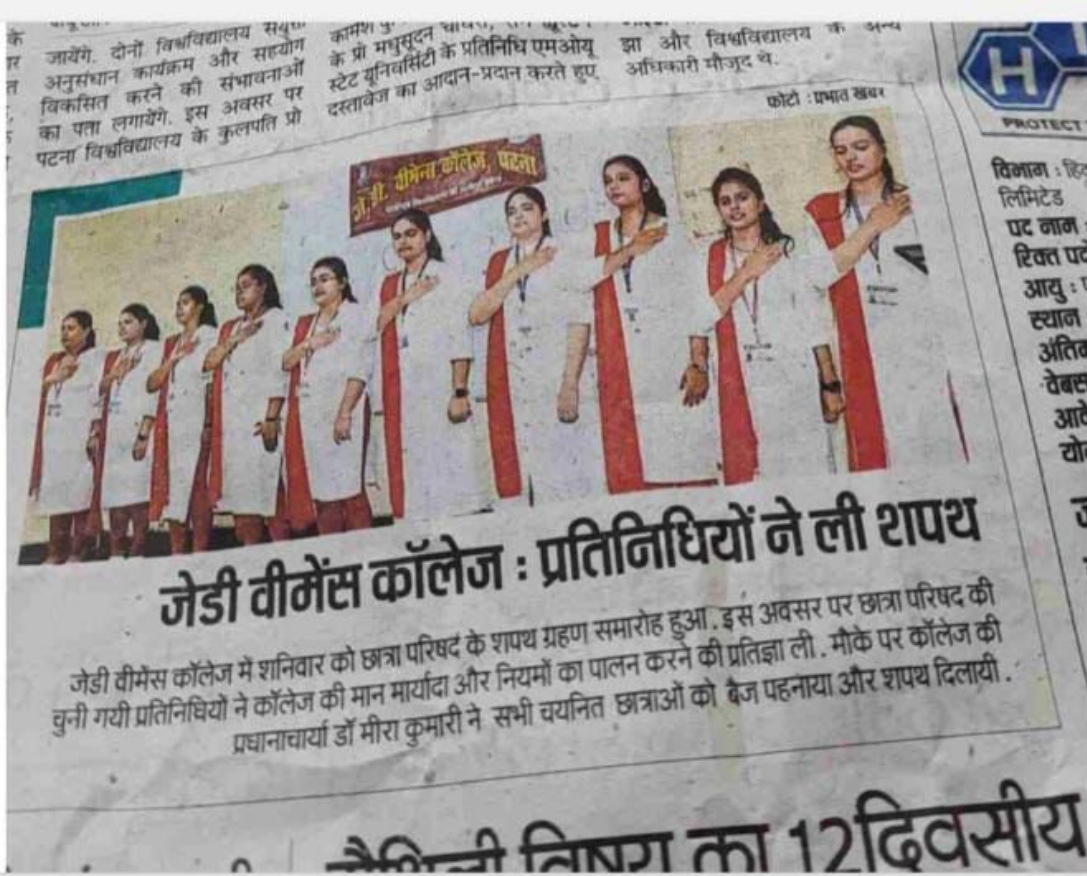 जायेंगे. दोनों विश्वविद्यालय संयुक्त
अनुसंधान कार्यक्रम और सहयोग
विकसित करने की संभावनाओं
का पता लगायेंगे. इस अवसर पर
पटना विश्वविद्यालय के कुलपति प्रो
के प्रो मधुसूदन
स्टेट यूनिवर्सिटी के प्रतिनिधि एमओयू
दस्तावेज का आदान-प्रदान करते हुए.
झा और विश्वविद्यालय के अन्य
अधिकारी मौजूद थे.
फोटो : प्रभात खबर
जे.डी. वीमेन्स कॉलेज, पटना
जेडी वीमेंस कॉलेज : प्रतिनिधियों ने ली शपथ
जेडी वीमेंस कॉलेज में शनिवार को छात्रा परिषद के शपथ ग्रहण समारोह हुआ. इस अवसर पर छात्रा परिषद की
चुनी गयी प्रतिनिधियों ने कॉलेज की मान मार्यादा और नियमों का पालन करने की प्रतिज्ञा ली. मौके पर कॉलेज की
प्रधानाचार्या डॉ मीरा कुमारी ने सभी चयनित छात्राओं को बैज पहनाया और शपथ दिलायी.
H
PROTECT
विभाग :
लिमिटेड
पद नाम
रिक्त
आयु :
स्थान
का 12 दिवसीय